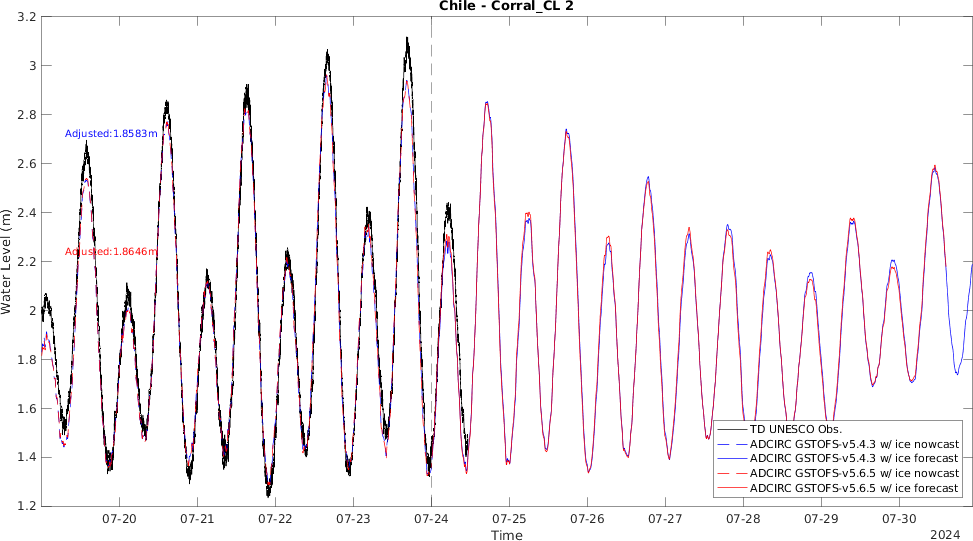 Chile - Corral_CL 2
3.2
3
2.8
2.6
2.4
2.2
2
1.8
1.6
1.4
1.2
Water Level (m)
Adjusted:1.8583m
Adjusted:1.8646m
TD UNESCO Obs.
ADCIRC GSTOFS-v5.4.3 w/ ice nowcast
ADCIRC GSTOFS-v5.4.3 w/ ice forecast
ADCIRC GSTOFS-v5.6.5 w/ ice nowcast
ADCIRC GSTOFS-v5.6.5 w/ ice forecast
07-20 07-21 07-22 07-23 07-24 07-25 07-26 07-27 07-28 07-29 07-30
Time
2024